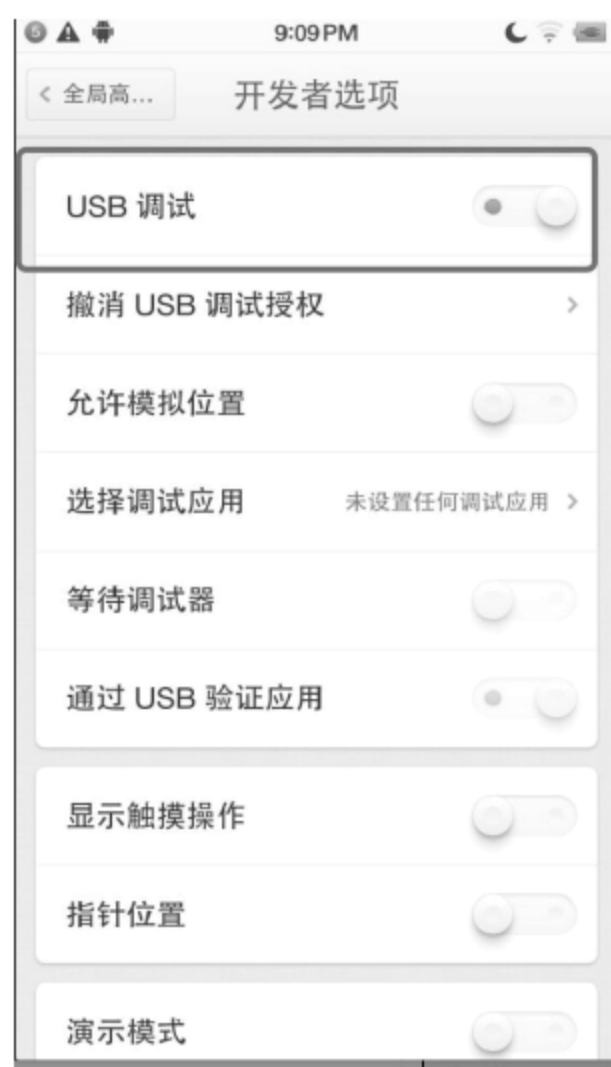 9:09PM
全局高...
开发者选项
USB 调试
撤消 USB 调试授权
允许模拟位置
选择调试应用 未设置任何调试应用
等待调试器
通过 USB 验证应用
显示触摸操作
指针位置
演示模式